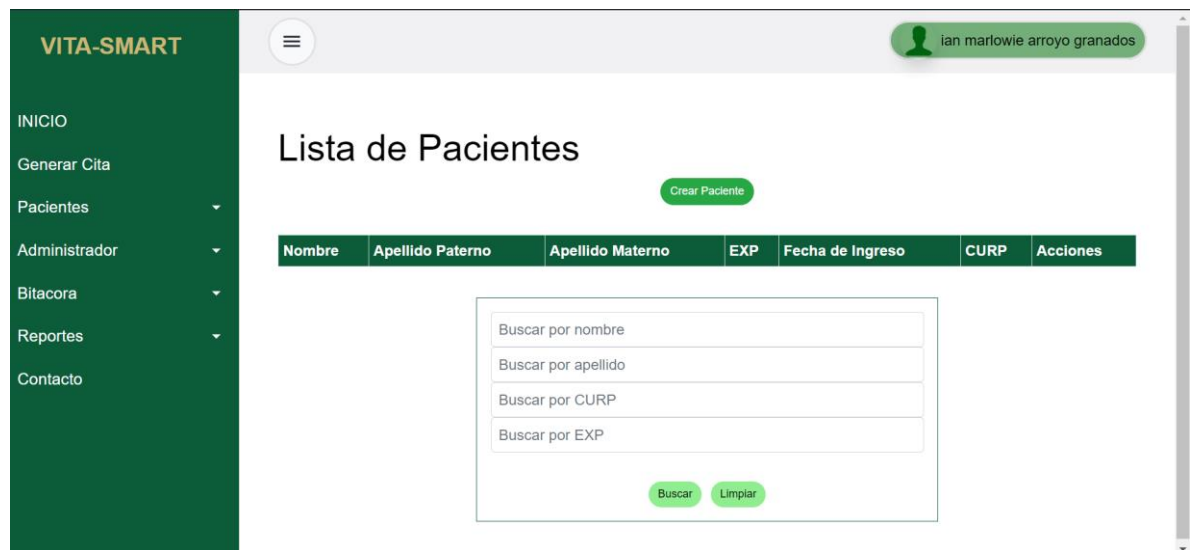 VITA-SMART
ian marlowie arroyo granados
INICIO
Generar Cita
Pacientes
Administrador
Bitacora
Reportes
Contacto
Lista de Pacientes
Crear Paciente
Nombre Apellido Paterno Apellido Materno EXP Fecha de Ingreso CURP Acciones
Buscar por nombre
Buscar por apellido
Buscar por CURP
Buscar por EXP
Buscar Limpiar